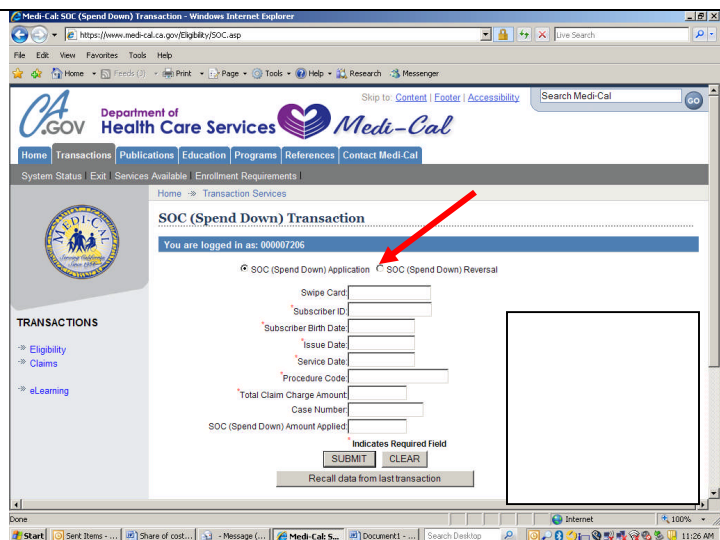 Medi-Cal: SOC (Spend Down) Transaction - Windows Internet Explorer
https://www.medi-cal.ca.gov/Eligibility/SOC.asp
Live Search
File Edit View Favorites Tools Help
Home Feeds (J) Print Page Tools Help Research Messenger
Skip to: Content | Footer | Accessibility
Search Medi-Cal
GO
CA
.GOV
Department of
Health Care Services
Medi-Cal
Home Transactions Publications Education Programs References Contact Medi-Cal
System Status | Exit | Services Available | Enrollment Requirements |
Home Transaction Services
MEDI-CAL
SOC (Spend Down) Transaction
You are logged in as: 000007206
SOC (Spend Down) Application SOC (Spend Down) Reversal
Swipe Card:
*Subscriber ID:
*Subscriber Birth Date:
*Issue Date:
*Service Date:
*Procedure Code:
*Total Claim Charge Amount:
Case Number:
SOC (Spend Down) Amount Applied:
* Indicates Required Field
SUBMIT CLEAR
Recall data from last transaction
TRANSACTIONS
Eligibility
Claims
eLearning
Done
Internet
100%
Start Sent Items - ... Share of cost... - Message (... Medi-Cal: S... Document1 - ... Search Desktop 11:26 AM